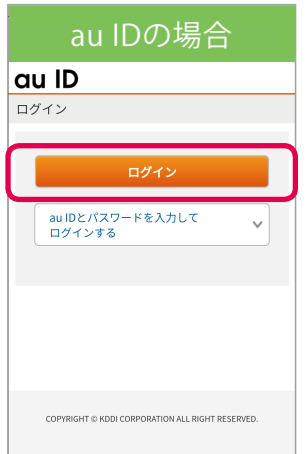 au IDの場合
au ID
ログイン
ログイン
au IDとパスワードを入力して
ログインする
COPYRIGHT © KDDI CORPORATION ALL RIGHT RESERVED.